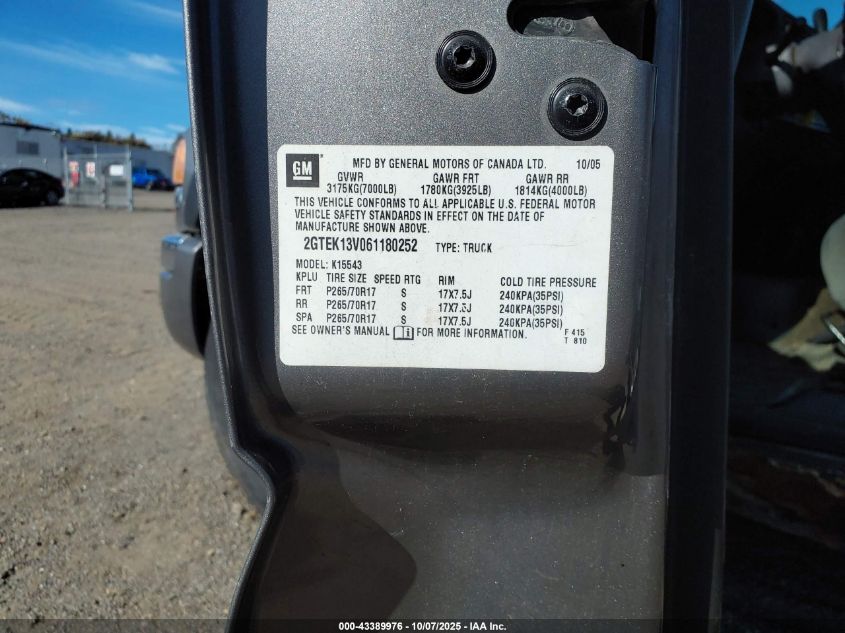 GM
MFD BY GENERAL MOTORS OF CANADA LTD. 10/05
GVWR GAWR FRT GAWR RR
3175KG(7000LB) 1780KG(3925LB) 1814KG(4000LB)
THIS VEHICLE CONFORMS TO ALL APPLICABLE U.S. FEDERAL MOTOR
VEHICLE SAFETY STANDARDS IN EFFECT ON THE DATE OF
MANUFACTURE SHOWN ABOVE.
2GTEK13V061180252 TYPE: TRUCK
MODEL: K15543
KPLU TIRE SIZE SPEED RTG RIM COLD TIRE PRESSURE
FRT P265/70R17 S 17X7.5J 240KPA(35PSI)
RR P265/70R17 S 17X7.5J 240KPA(35PSI)
SPA P265/70R17 S 17X7.5J 240KPA(35PSI)
SEE OWNER'S MANUAL FOR MORE INFORMATION.
F 415
T 810
000-43389976 - 10/07/2025 - IAA Inc.